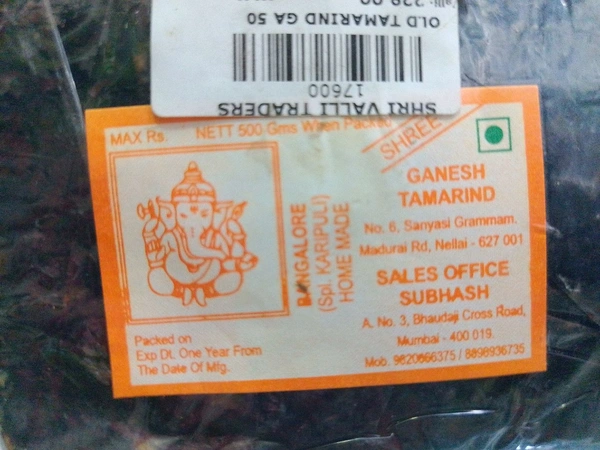 OLD TAMARIND GA 50
17600
SHRI VALLI TRADERS
MAX Rs.
NETT 500 Gms When Packed
SHREE
GANESH
TAMARIND
No. 6, Sanyasi Grammam,
Madurai Rd, Nellai - 627 001
SALES OFFICE
SUBHASH
A. No. 3, Bhaudaji Cross Road,
Mumbai - 400 019.
Mob. 9820666375 / 8898936735
BANGALORE
(Spl. KARIPULI)
HOME MADE
Packed on
Exp Dt. One Year From
The Date Of Mfg.